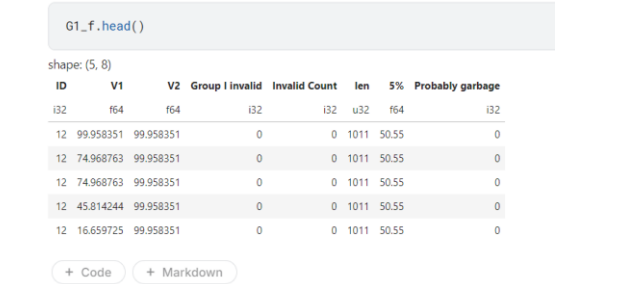 G1_f.head()
shape: (5, 8)
ID V1 V2 Group I invalid Invalid Count len 5% Probably garbage
i32 f64 f64 i32 i32 u32 f64 i32
12 99.958351 99.958351 0 0 1011 50.55 0
12 74.968763 99.958351 0 0 1011 50.55 0
12 74.968763 99.958351 0 0 1011 50.55 0
12 45.814244 99.958351 0 0 1011 50.55 0
12 16.659725 99.958351 0 0 1011 50.55 0
+ Code + Markdown